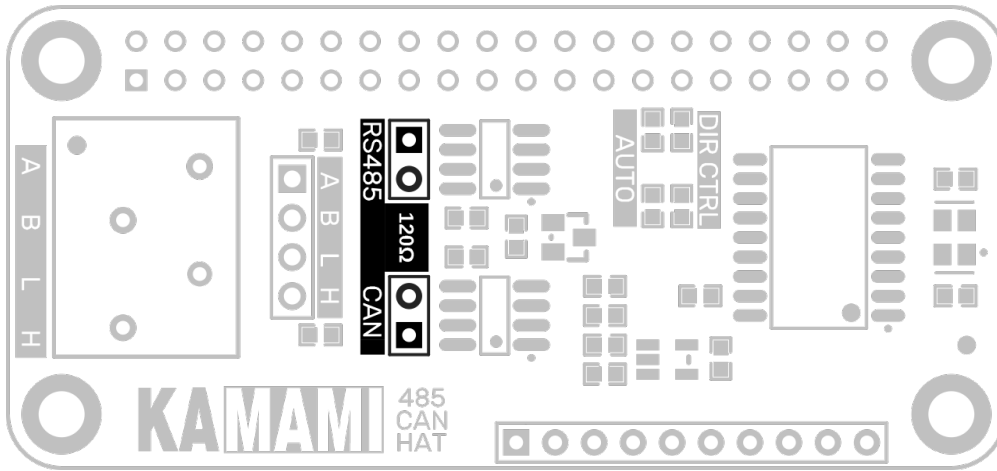 A
B
L
H
RS485
120Ω
CAN
A
B
L
H
AUTO
DIR CTRL
KAMAMI
485
CAN
HAT